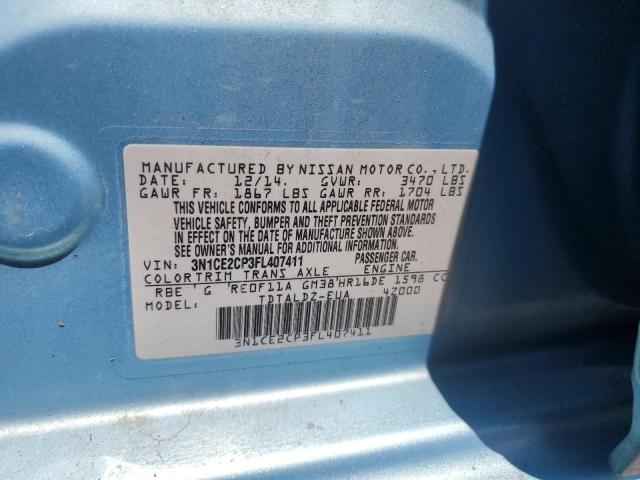 MANUFACTURED BY NISSAN MOTOR CO., LTD.
DATE: 12/14. GVWR: 3470 LBS
GAWR FR: 1867 LBS GAWR RR: 1704 LBS
THIS VEHICLE CONFORMS TO ALL APPLICABLE FEDERAL MOTOR
VEHICLE SAFETY, BUMPER AND THEFT PREVENTION STANDARDS
IN EFFECT ON THE DATE OF MANUFACTURE SHOWN ABOVE.
SEE OWNER'S MANUAL FOR ADDITIONAL INFORMATION.
VIN: 3N1CE2CP3FL407411 PASSENGER CAR.
COLOR TRIM TRANS AXLE ENGINE
RBE ' G 'RE0F11A GM38'HR16DE 1598 CC
TDTALDZ-EUA 4Z000
3N1CE2CP3FL407411